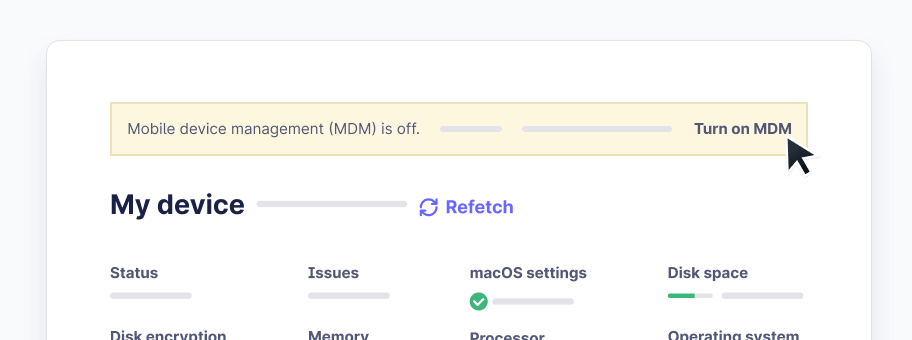 Mobile device management (MDM) is off. Turn on MDM
My device Refetch
Status Issues macOS settings Disk space
Disk encryption Memory Processor Operating system